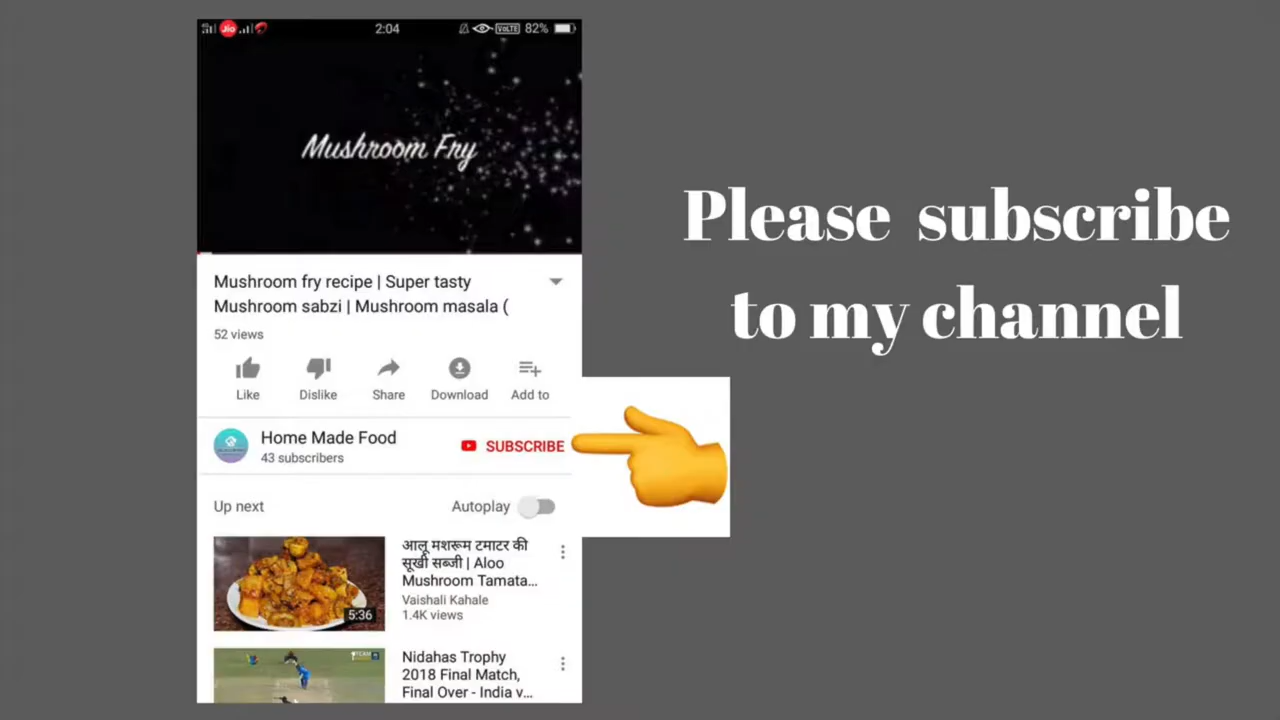 Jio
2:04
VoLTE 82%
Mushroom Fry
Please subscribe
to my channel
Mushroom fry recipe | Super tasty
Mushroom sabzi | Mushroom masala (
52 views
Like
Dislike
Share
Download
Add to
Home Made Food
43 subscribers
SUBSCRIBE
Up next
Autoplay
आलू मशरूम टमाटर की
सूखी सब्जी | Aloo
Mushroom Tamata...
Vaishali Kahale
1.4K views
5:36
Nidahas Trophy
2018 Final Match,
Final Over - India v...